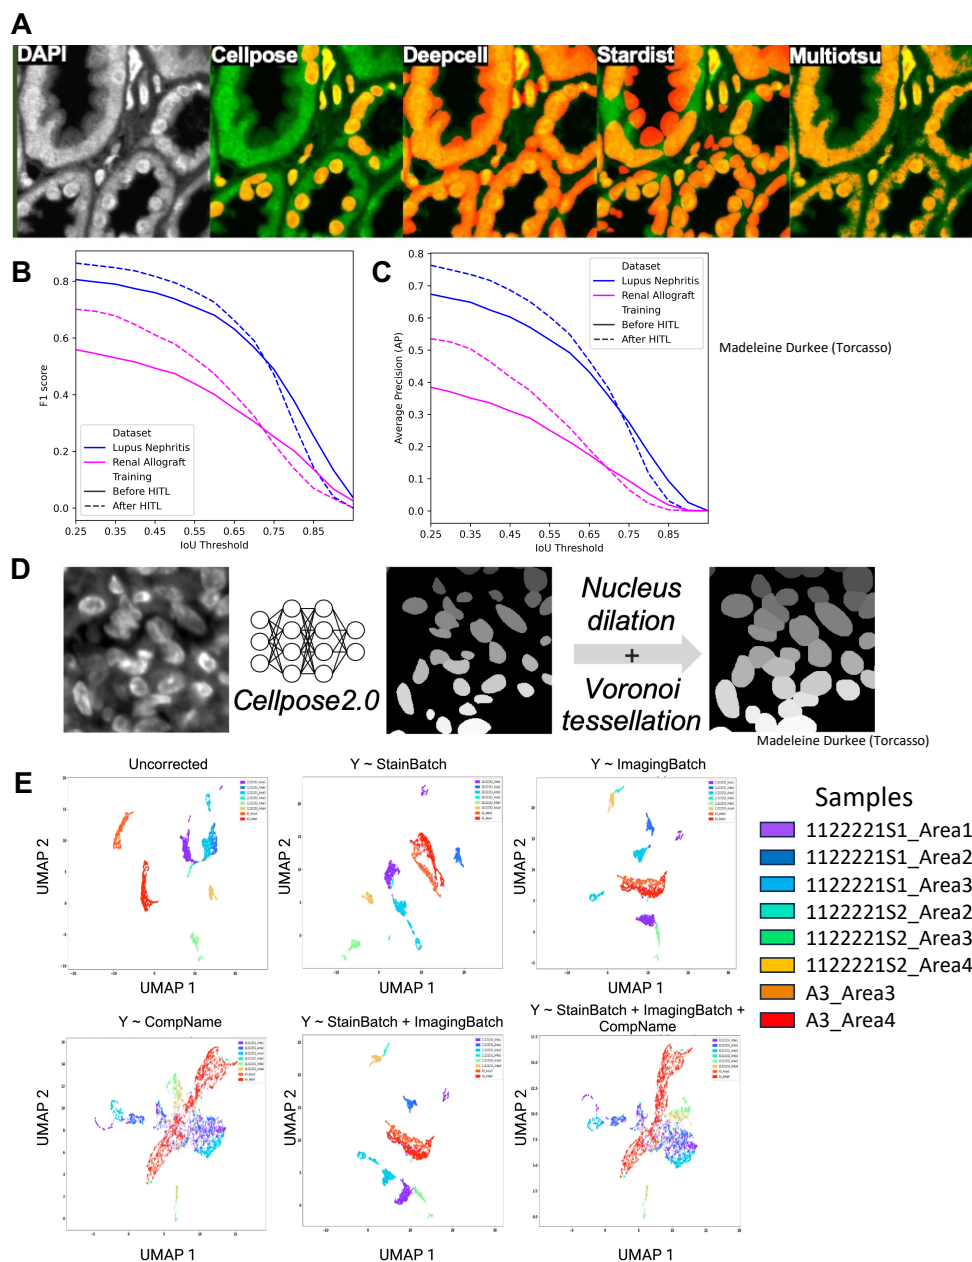 A
DAPI
Cellpose
Deepcell
Stardist
Multiotsu
B
F1 score
0.8
0.6
0.4
0.2
0.0
Dataset
Lupus Nephritis
Renal Allograft
Training
Before HITL
After HITL
0.25 0.35 0.45 0.55 0.65 0.75 0.85
IoU Threshold
C
Average Precision (AP)
0.8
0.7
0.6
0.5
0.4
0.3
0.2
0.1
0.0
Dataset
Lupus Nephritis
Renal Allograft
Training
Before HITL
After HITL
0.25 0.35 0.45 0.55 0.65 0.75 0.85
IoU Threshold
Madeleine Durkee (Torcasso)
D
Cellpose2.0
Nucleus
dilation
+
Voronoi
tessellation
Madeleine Durkee (Torcasso)
E
Uncorrected
UMAP 2
UMAP 1
Y ~ StainBatch
UMAP 2
UMAP 1
Y ~ ImagingBatch
UMAP 2
UMAP 1
Samples
1122221S1_Area1
1122221S1_Area2
1122221S1_Area3
1122221S2_Area2
1122221S2_Area3
1122221S2_Area4
A3_Area3
A3_Area4
Y ~ CompName
UMAP 2
UMAP 1
Y ~ StainBatch + ImagingBatch
UMAP 2
UMAP 1
Y ~ StainBatch + ImagingBatch +
CompName
UMAP 2
UMAP 1